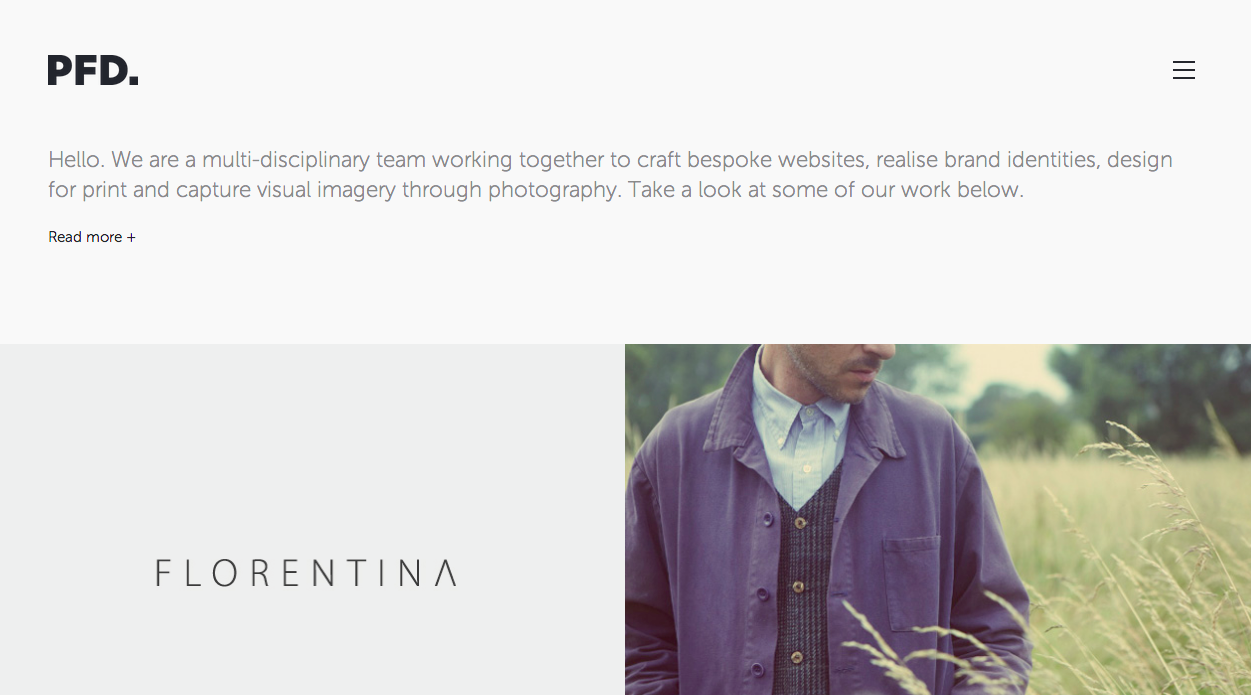 PFD.
Hello. We are a multi-disciplinary team working together to craft bespoke websites, realise brand identities, design
for print and capture visual imagery through photography. Take a look at some of our work below.
Read more +
FLORENTINA